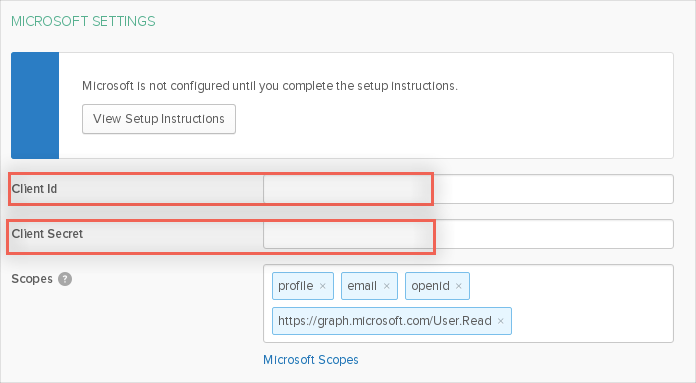 MICROSOFT SETTINGS
Microsoft is not configured until you complete the setup instructions.
View Setup Instructions
Client Id
Client Secret
Scopes ?
profile × email × openid ×
https://graph.microsoft.com/User.Read ×
Microsoft Scopes